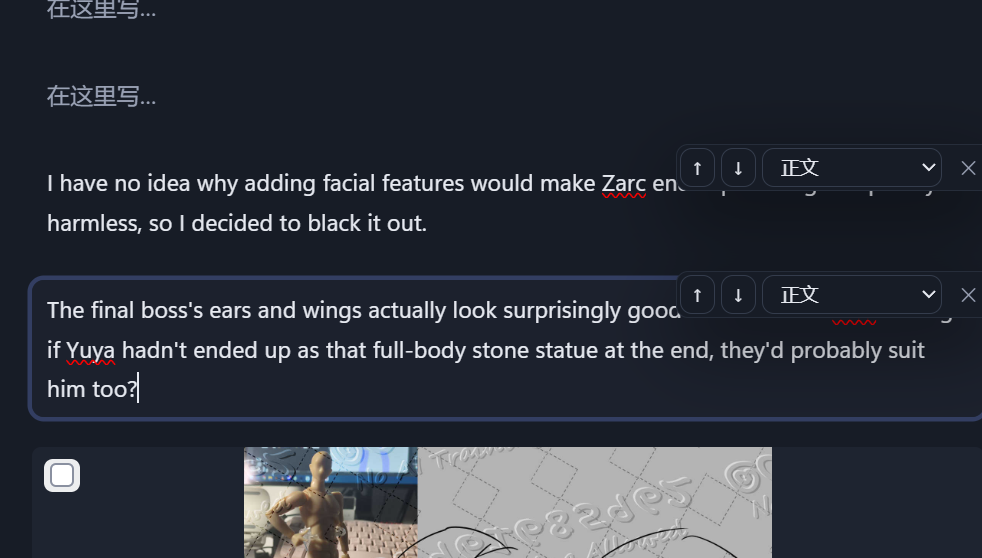 在这里写...
在这里写...
I have no idea why adding facial features would make Zarc
↑ ↓ 正文
harmless, so I decided to black it out.
The final boss's ears and wings actually look surprisingly good
↑ ↓ 正文
if Yuya hadn't ended up as that full-body stone statue at the end, they'd probably suit
him too?
Allowed